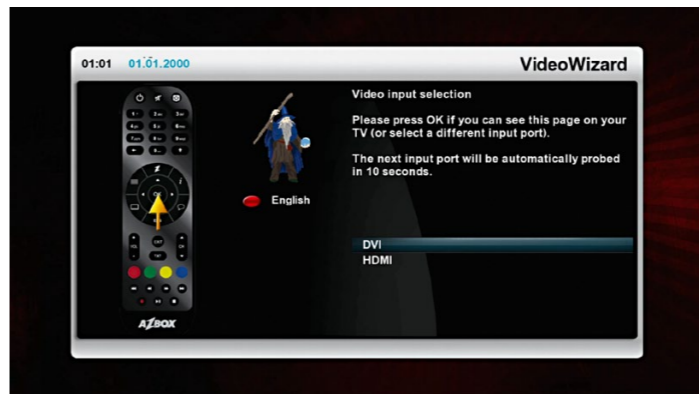 01:01 01.01.2000
VideoWizard
Video input selection
Please press OK if you can see this page on your
TV (or select a different input port).
The next input port will be automatically probed
in 10 seconds.
English
DVI
HDMI
AZBOX